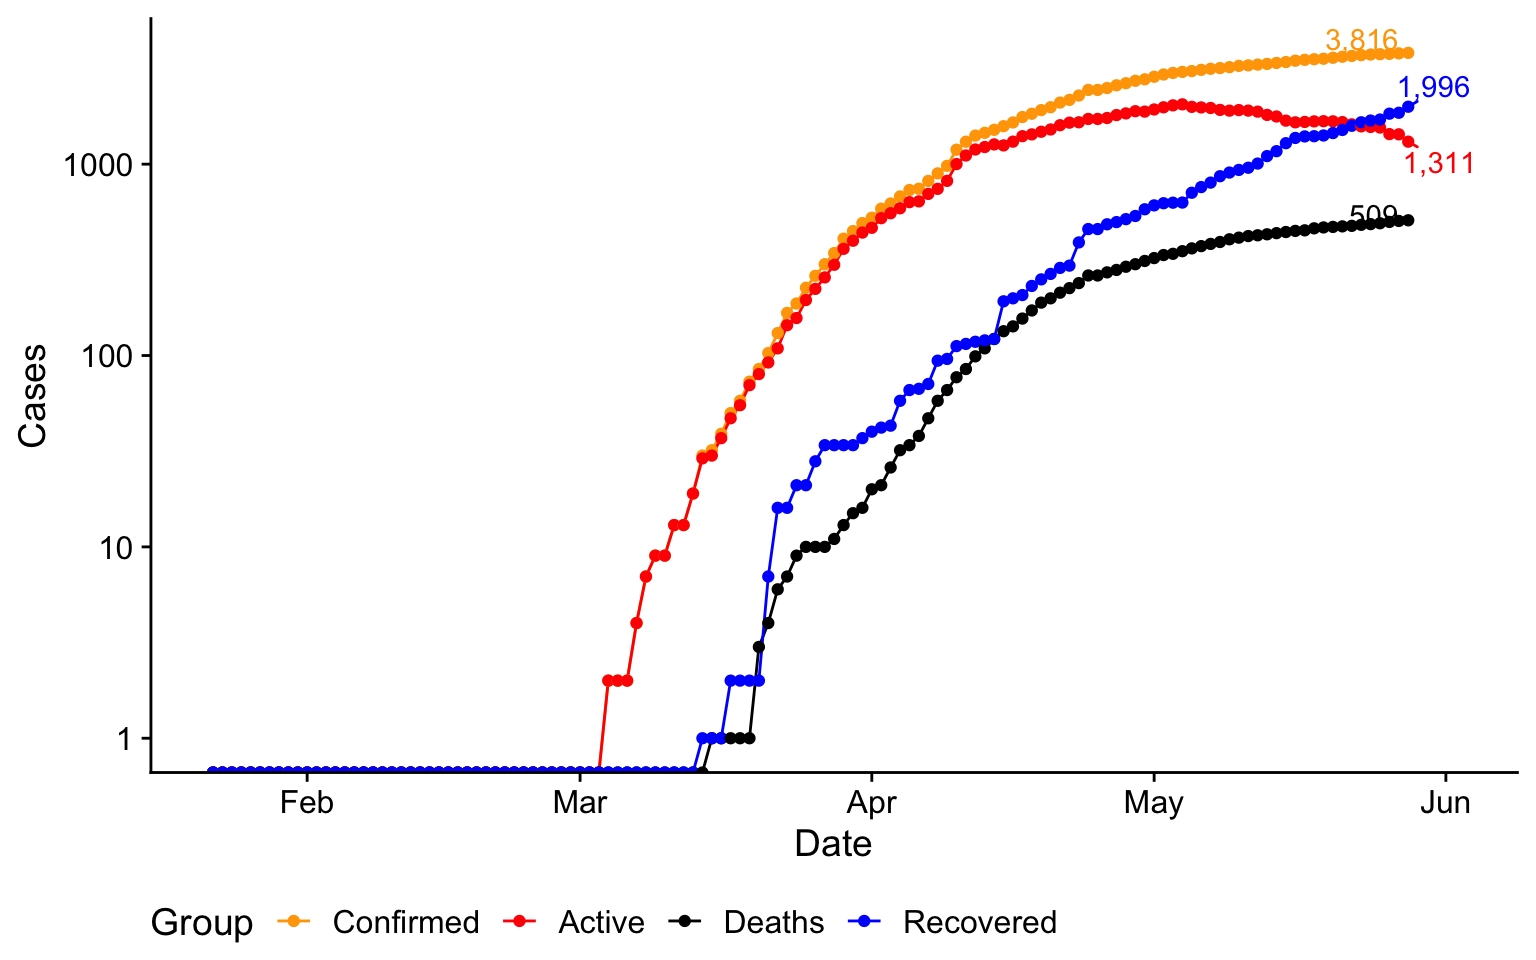 3,816
1,996
1,311
509
1000
100
10
1
Cases
Feb Mar Apr May Jun
Date
Group Confirmed Active Deaths Recovered